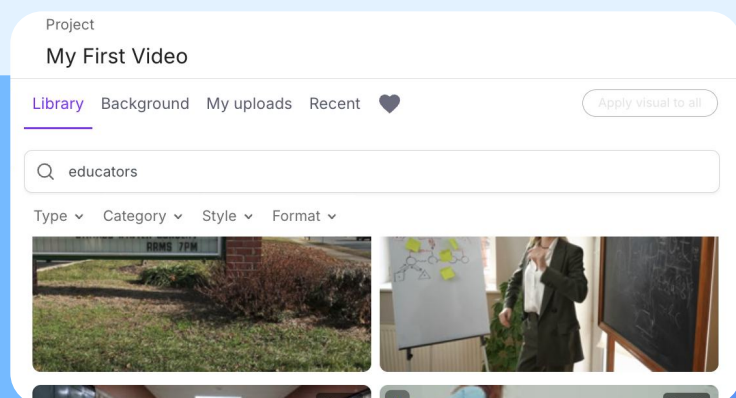 Project
My First Video
Library Background My uploads Recent
Apply visual to all
educators
Type Category Style Format
RAMS 7PM